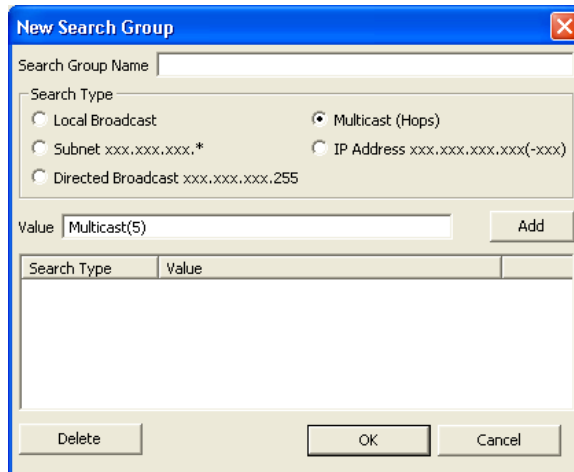 New Search Group
Search Group Name
Search Type
Local Broadcast
Multicast (Hops)
Subnet xxx.xxx.xxx.*
IP Address xxx.xxx.xxx.xxx(-xxx)
Directed Broadcast xxx.xxx.xxx.255
Value Multicast(5) Add
Search Type Value
Delete OK Cancel